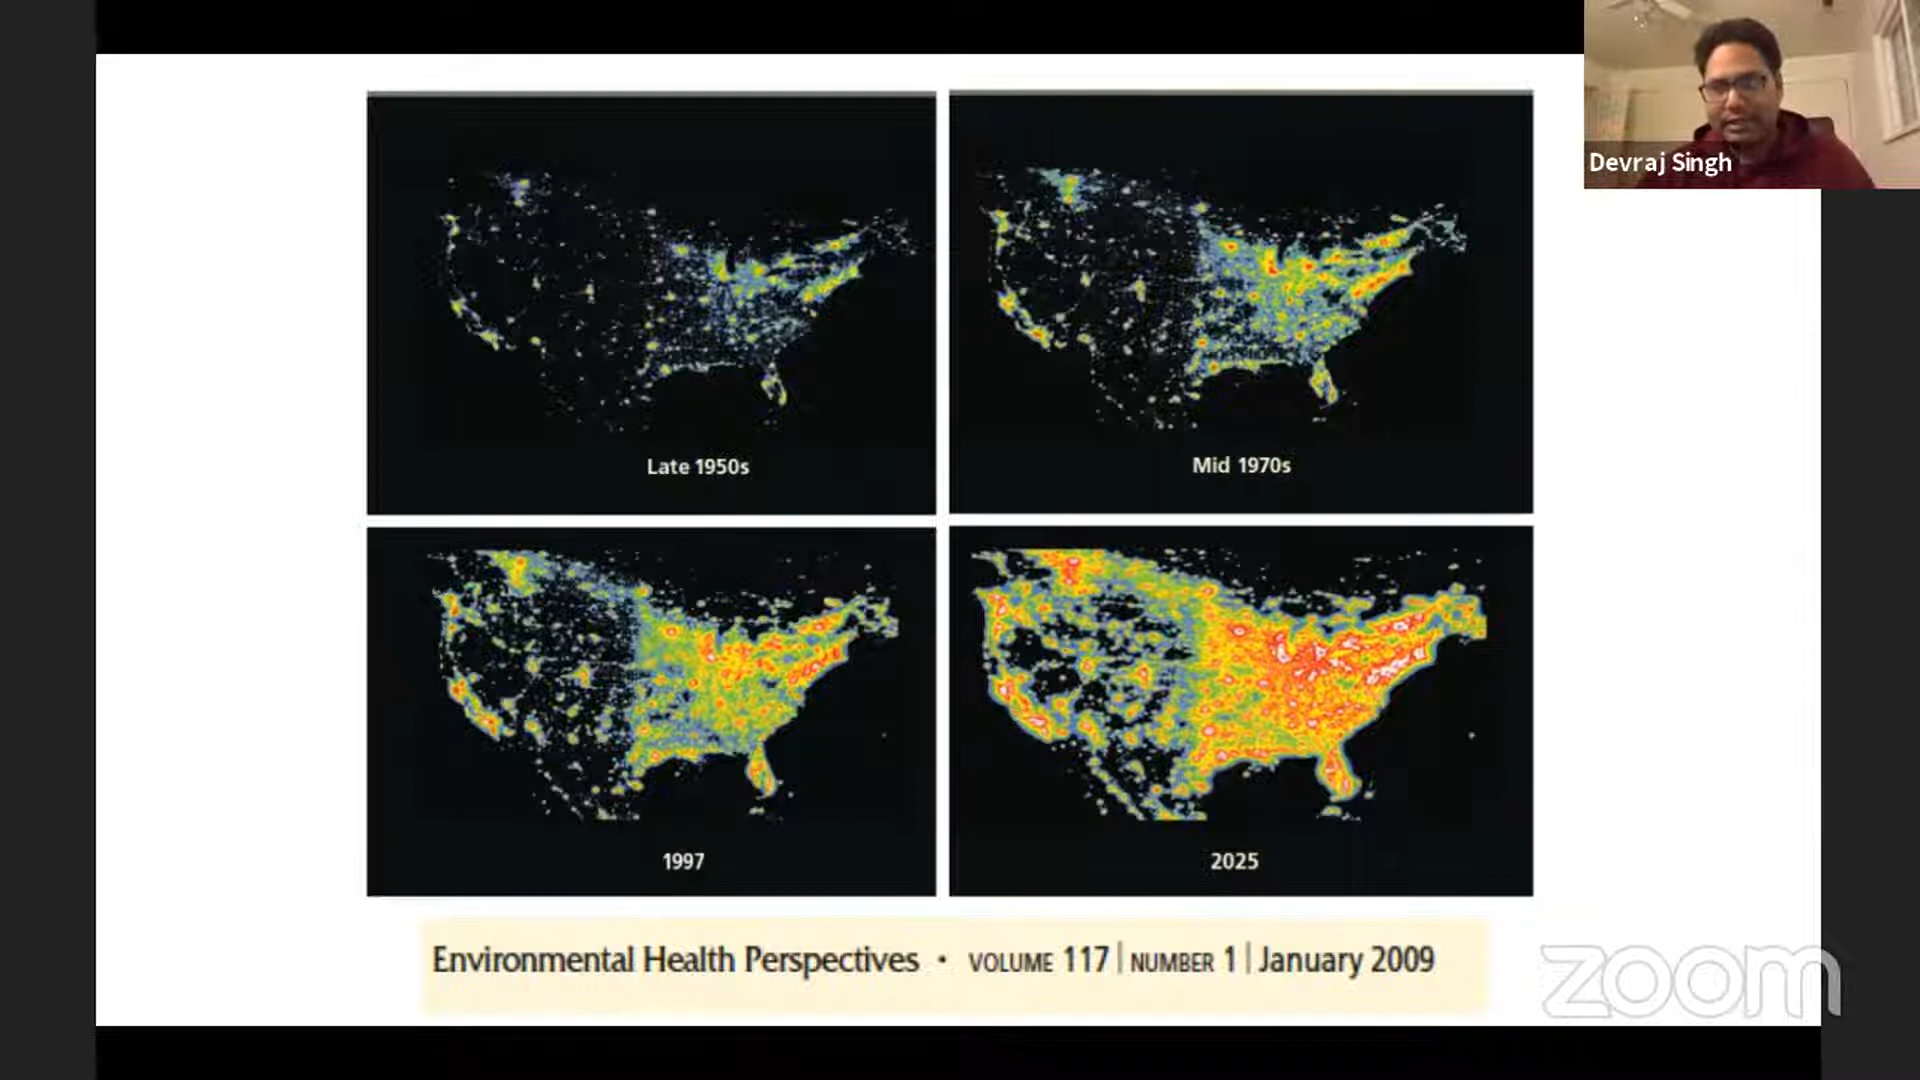 Devraj Singh
Late 1950s
Mid 1970s
1997
2025
Environmental Health Perspectives • VOLUME 117 | NUMBER 1 | January 2009
zoom